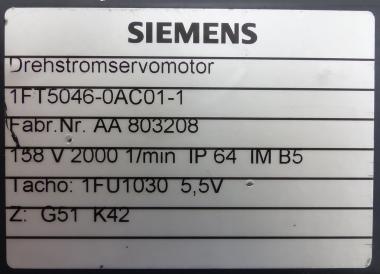 SIEMENS
Drehstromservomotor
1FT5046-0AC01-1
Fabr.Nr. AA 803208
158 V 2000 1/min IP 64 IM B5
Tacho: 1FU1030 5,5V
Z: G51 K42